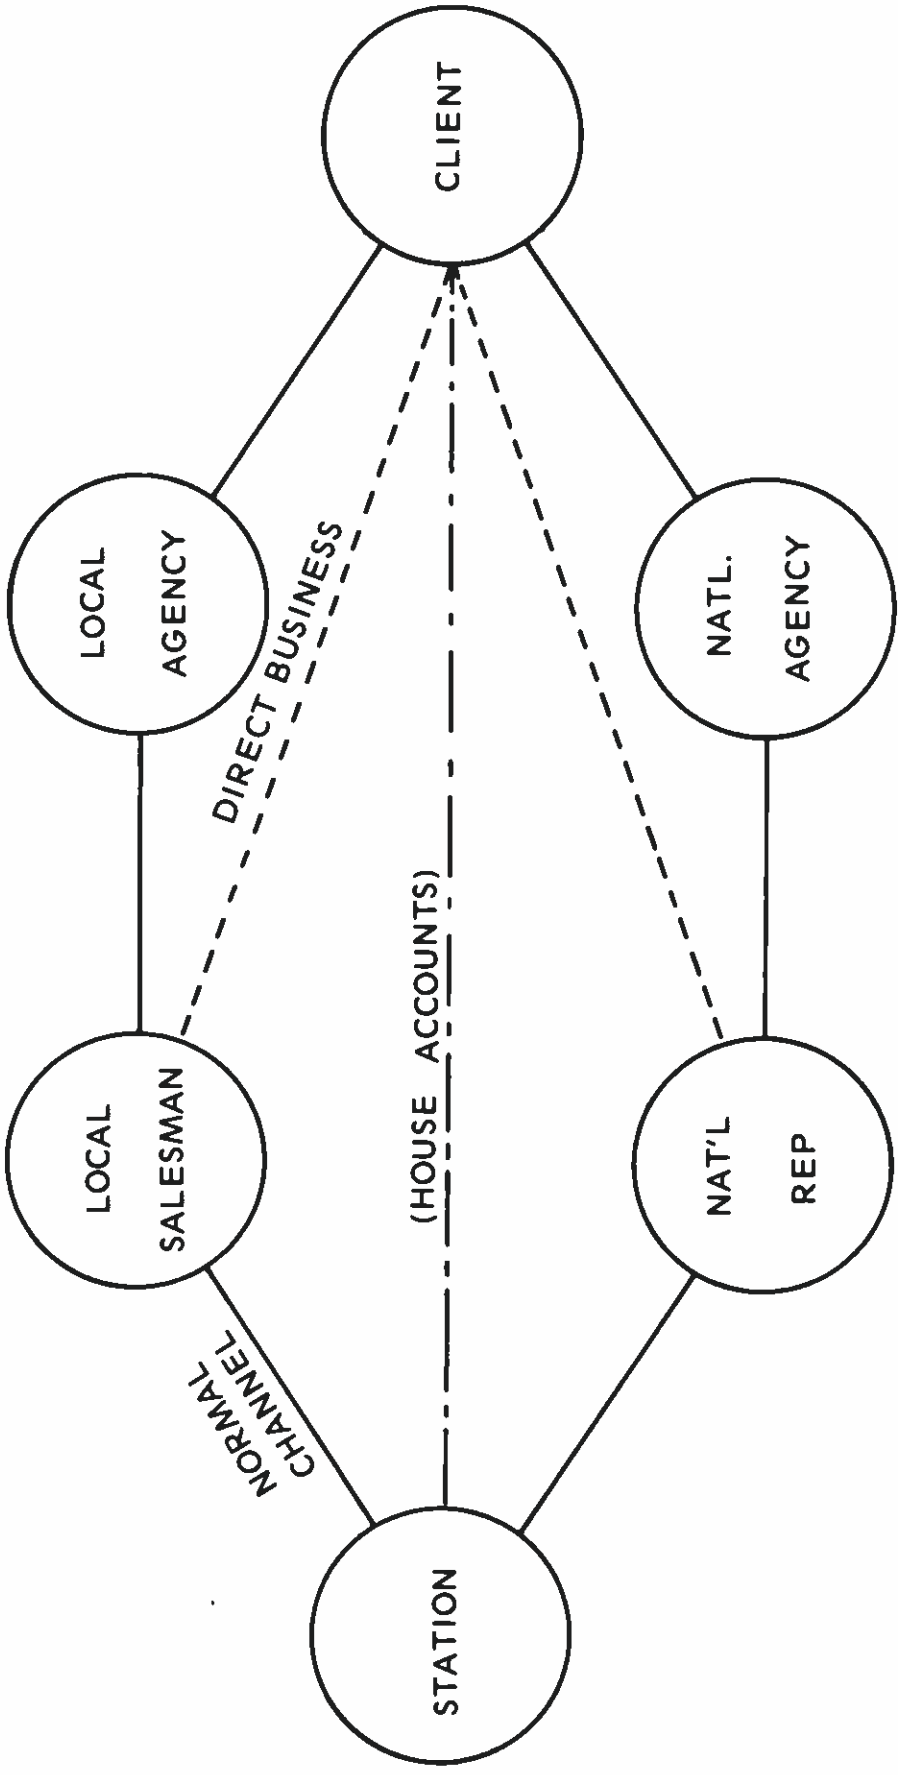 LOCAL
SALESMAN
LOCAL
AGENCY
NORMAL
CHANNEL
DIRECT BUSINESS
STATION
(HOUSE ACCOUNTS)
CLIENT
NAT'L
REP
NATL.
AGENCY